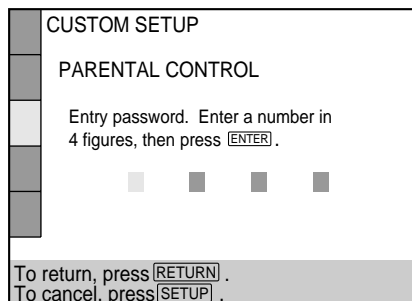 CUSTOM SETUP
PARENTAL CONTROL
Entry password. Enter a number in
4 figures, then press ENTER .
To return, press RETURN .
To cancel, press SETUP .